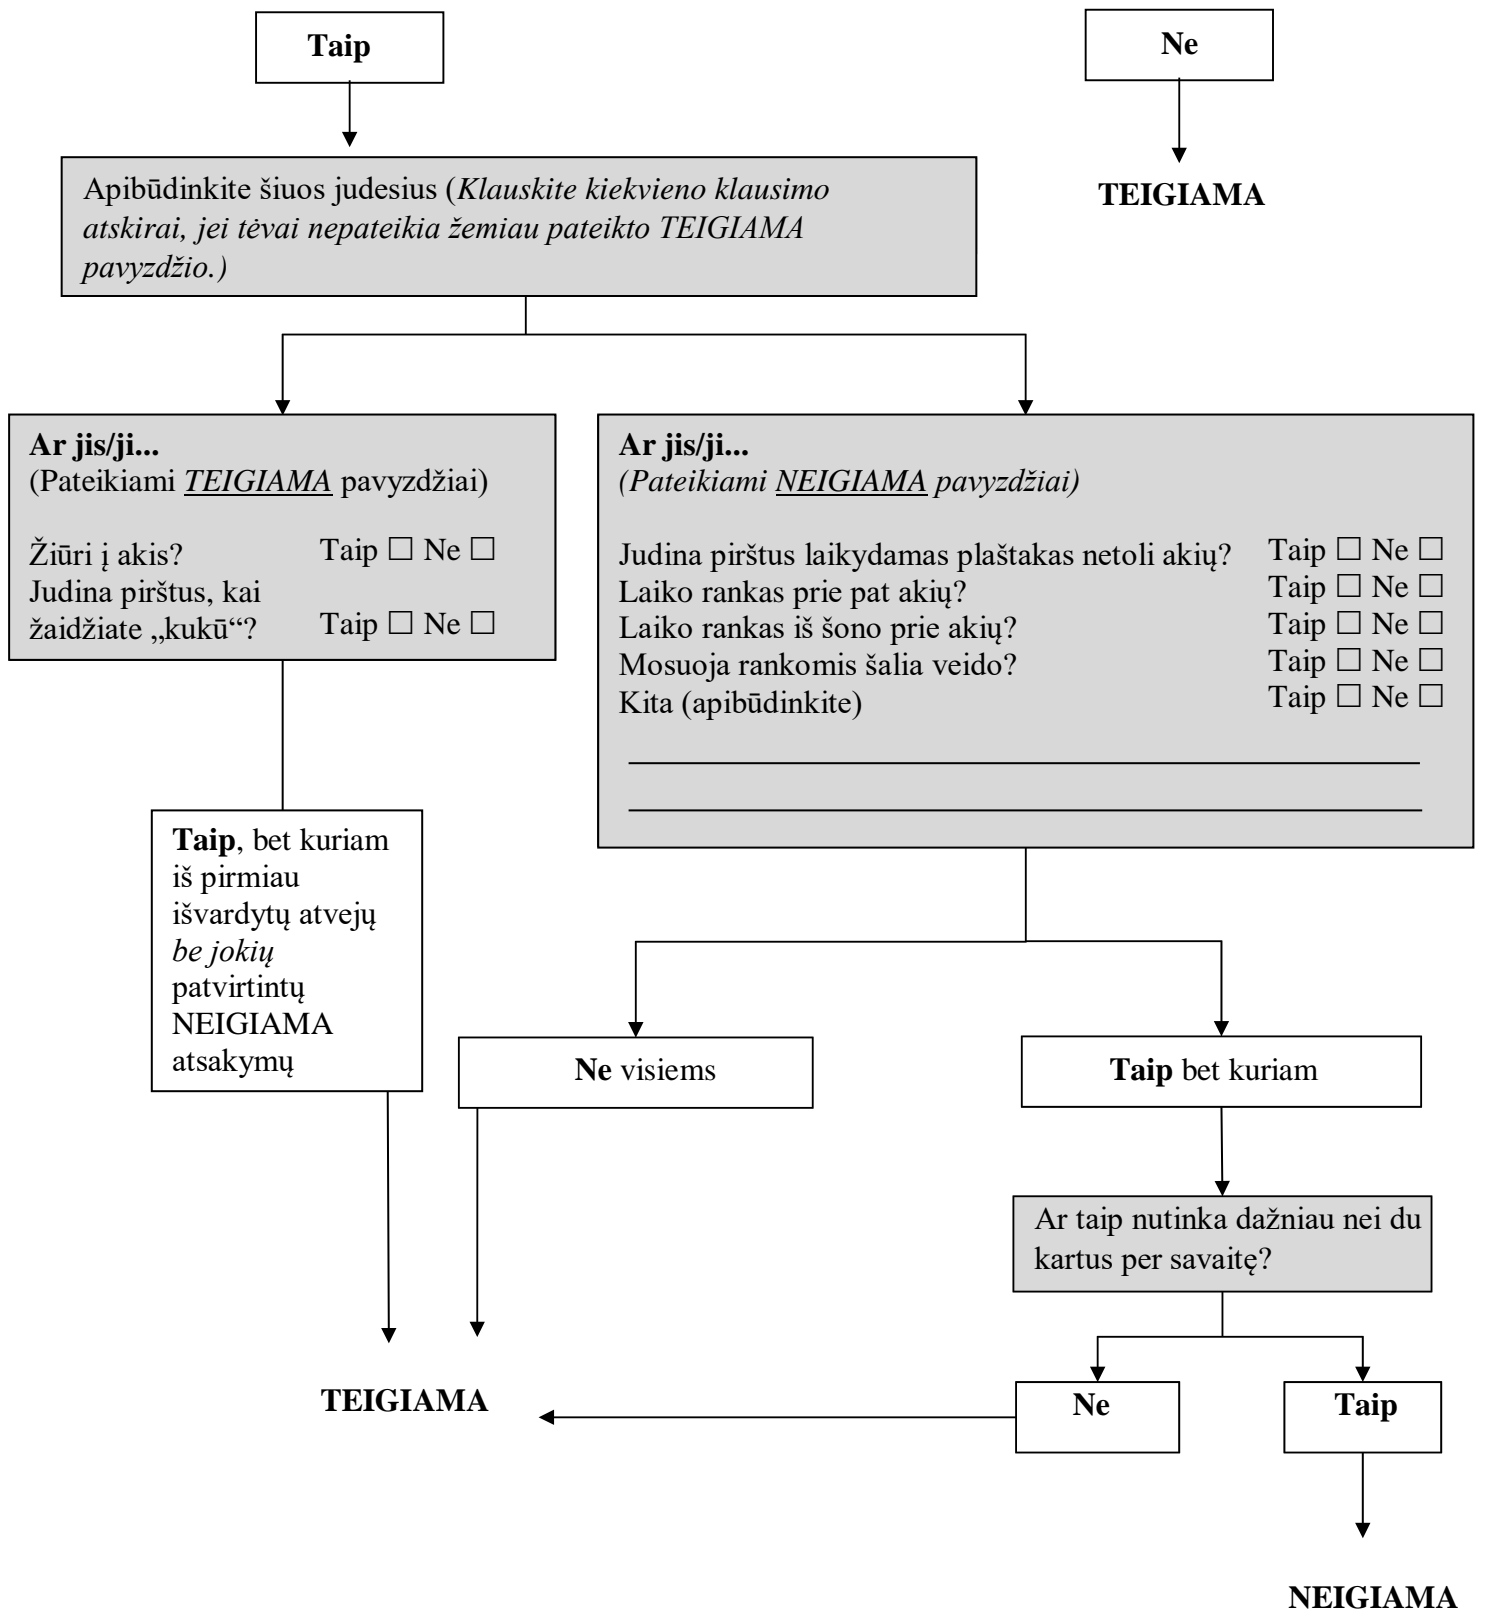 Taip
Ne
TEIGIAMA
Apibūdinkite šiuos judesius (Klauskite kiekvieno klausimo
atskirai, jei tėvai nepateikia žemiau pateikto TEIGIAMA
pavyzdžio.)
Ar jis/ji...
(Pateikiami TEIGIAMA pavyzdžiai)
Žiūri į akis? Taip ☐ Ne ☐
Judina pirštus, kai
žaidžiate „kukū“? Taip ☐ Ne ☐
Ar jis/ji...
(Pateikiami NEIGIAMA pavyzdžiai)
Judina pirštus laikydamas plaštakas netoli akių? Taip ☐ Ne ☐
Laiko rankas prie pat akių? Taip ☐ Ne ☐
Laiko rankas iš šono prie akių? Taip ☐ Ne ☐
Mosuoja rankomis šalia veido? Taip ☐ Ne ☐
Kita (apibūdinkite) Taip ☐ Ne ☐
Taip, bet kuriam
iš pirmiau
išvardytų atvejų
be jokių
patvirtintų
NEIGIAMA
atsakymų
Ne visiems
Taip bet kuriam
Ar taip nutinka dažniau nei du
kartus per savaitę?
TEIGIAMA
Ne
Taip
NEIGIAMA